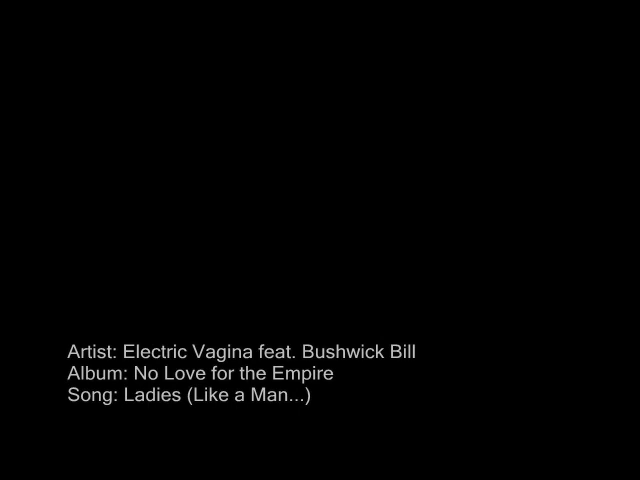 Artist: Electric Vagina feat. Bushwick Bill
Album: No Love for the Empire
Song: Ladies (Like a Man...)